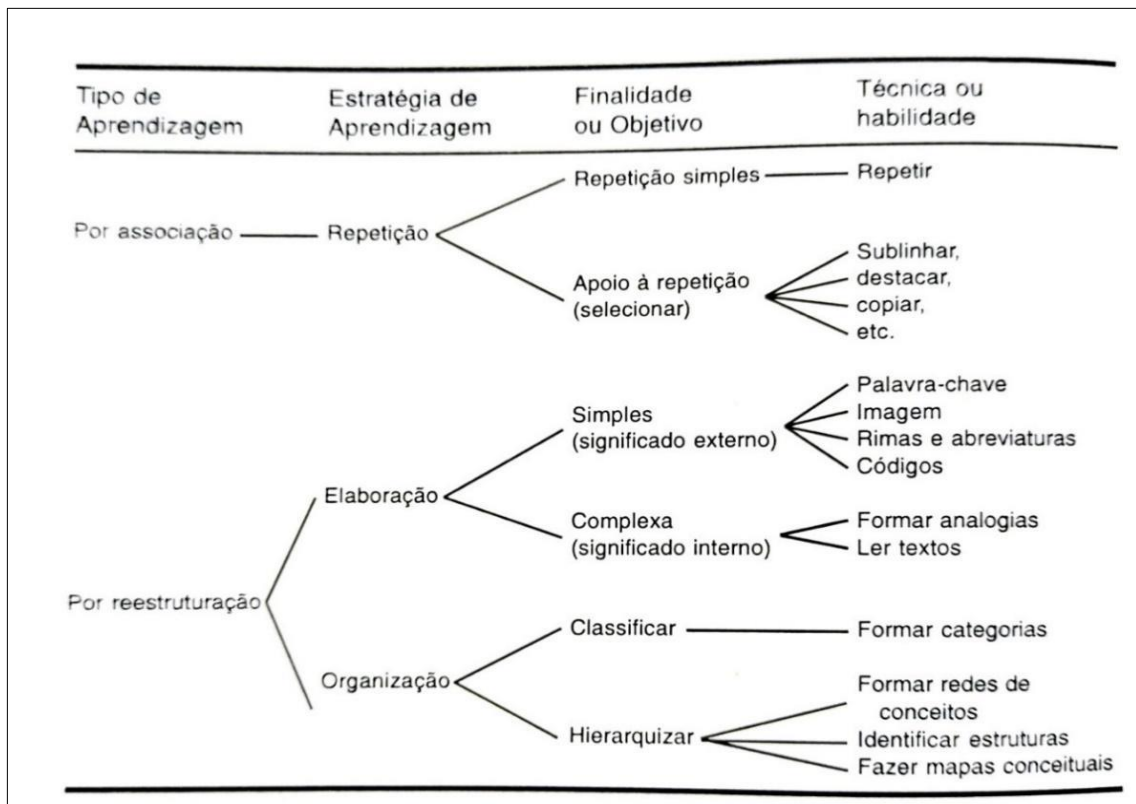 Tipo de Aprendizagem
Estratégia de Aprendizagem
Finalidade ou Objetivo
Técnica ou habilidade
Por associação
Repetição
Repetição simples
Repetir
Apoio à repetição
(selecionar)
Sublinhar,
destacar,
copiar,
etc.
Por reestruturação
Elaboração
Simples
(significado externo)
Palavra-chave
Imagem
Rimas e abreviaturas
Códigos
Complexa
(significado interno)
Formar analogias
Ler textos
Organização
Classificar
Formar categorias
Hierarquizar
Formar redes de
conceitos
Identificar estruturas
Fazer mapas conceituais